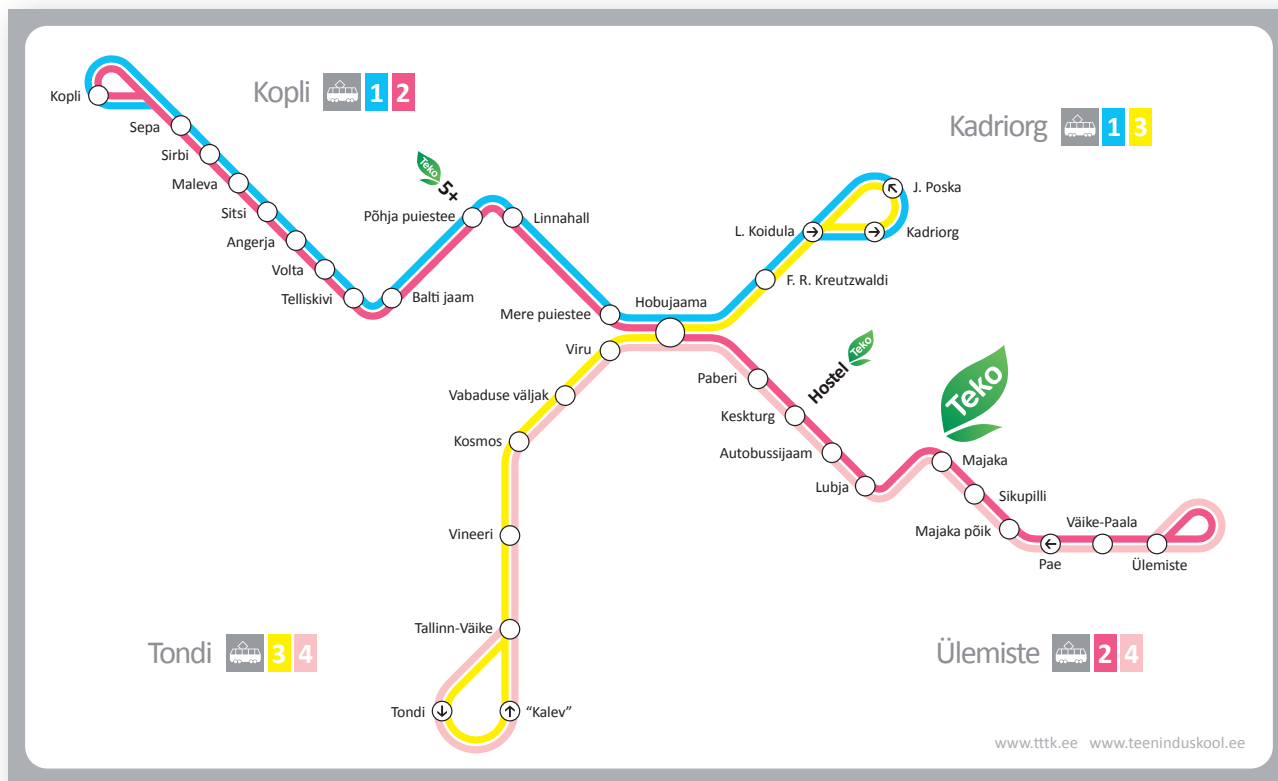 Kopli 1 2
Kadriorg 1 3
Kopli
Sepa
Sirbi
Maleva
Sitsi
Angerja
Volta
Telliskivi
Balti jaam
Teko 5+
Põhja puiestee
Linnahall
Mere puiestee
Hobujaama
J. Poska
L. Koidula
Kadriorg
F. R. Kreutzwaldi
Viru
Vabaduse väljak
Kosmos
Vineeri
Tallinn-Väike
Tondi
“Kalev”
Paberi
Hostel Teko
Keskturg
Autobussijaam
Lubja
Teko
Majaka
Sikupilli
Majaka põik
Väike-Paala
Pae
Ülemiste
Tondi 3 4
Ülemiste 2 4
www.tttk.ee www.teeninduskool.ee